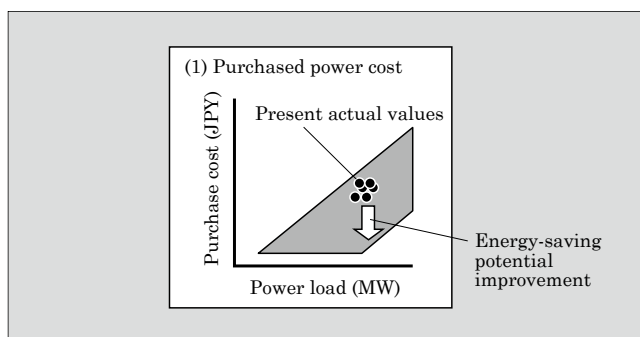 (1) Purchased power cost
Present actual values
Purchase cost (JPY)
Energy-saving
potential
improvement
Power load (MW)